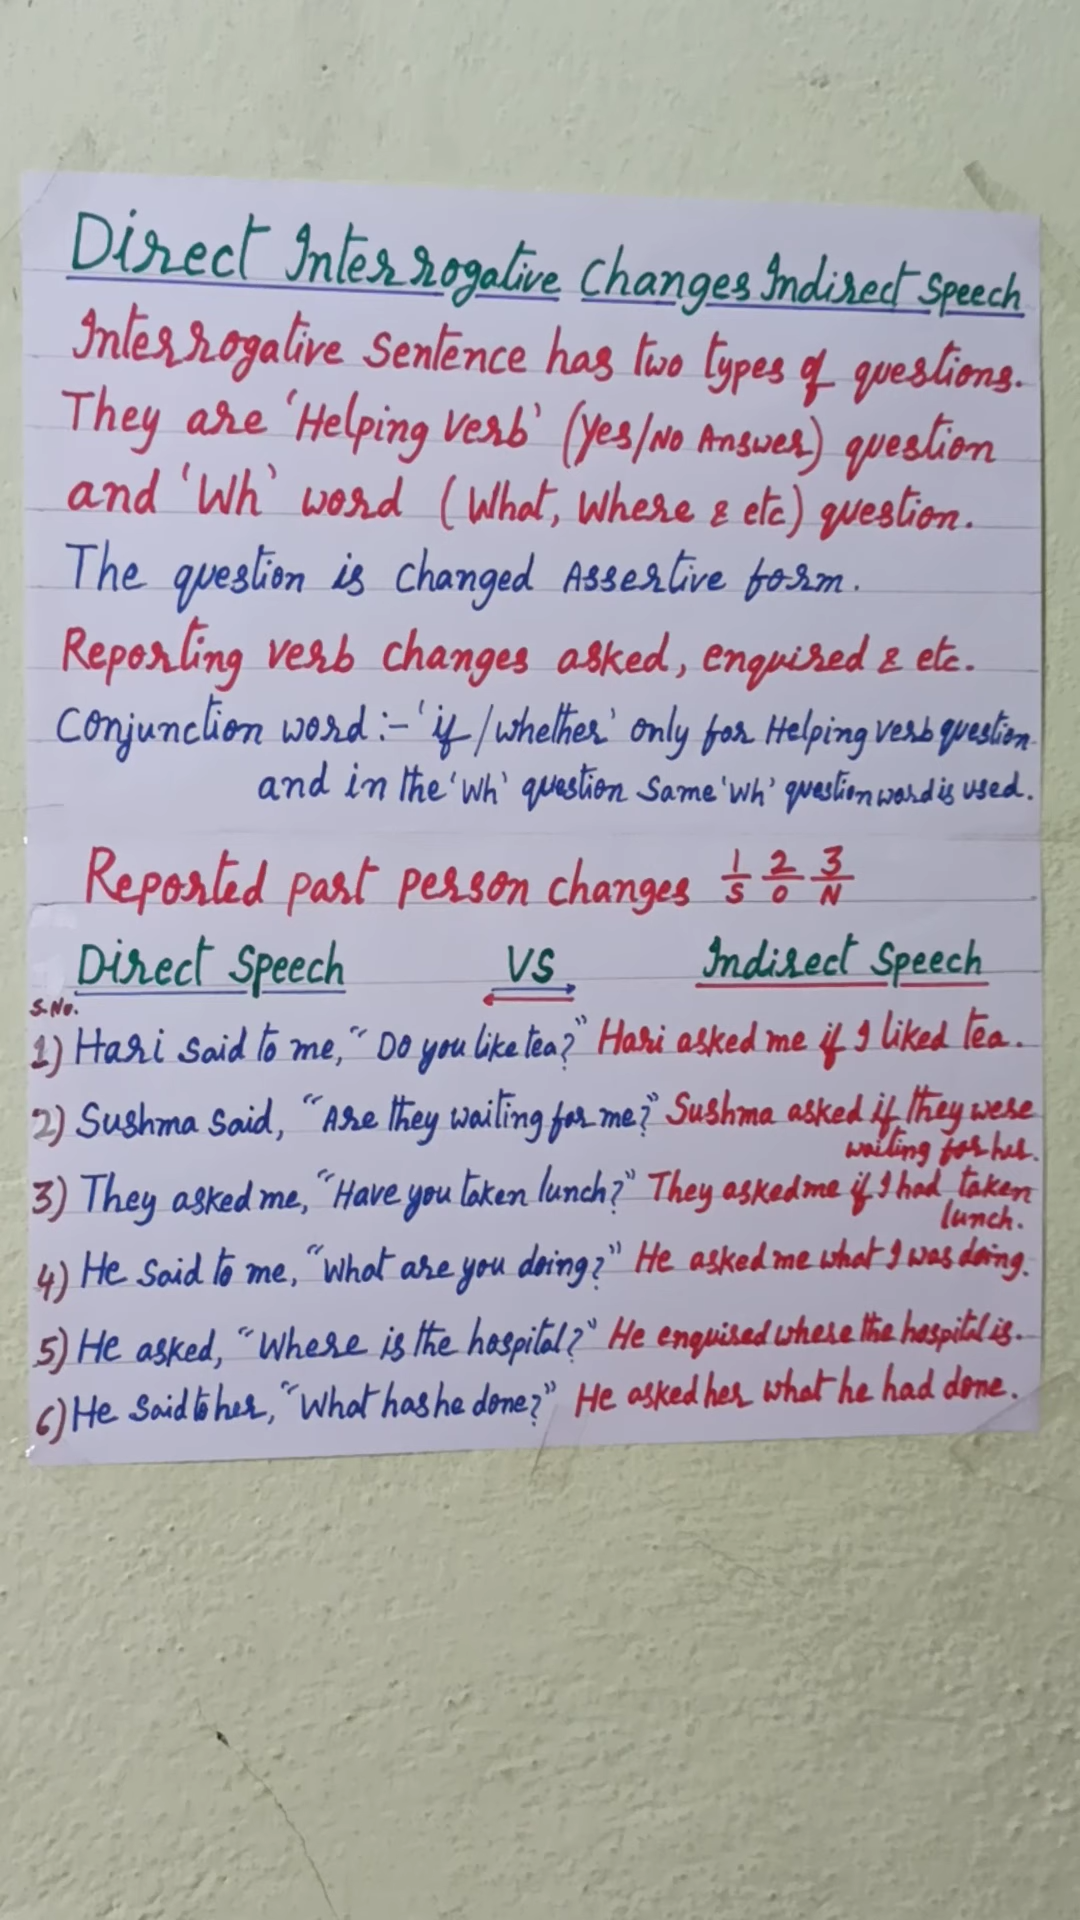 Direct Interrogative Changes Indirect Speech
Interrogative Sentence has two types of questions.
They are 'Helping Verb' (Yes/No Answer) question
and 'Wh' word (What, Where & etc) question.
The question is changed Assertive form.
Reporting verb changes asked, enquired & etc.
Conjunction word :- 'if/whether' only for Helping verb question
and in the 'Wh' question Same 'Wh' question word is used.
Reported part person changes 1/S 2/O 3/N
Direct Speech VS Indirect Speech
S.No.
1) Hari said to me, "Do you like tea?" Hari asked me if I liked tea.
2) Sushma said, "Are they waiting for me?" Sushma asked if they were
waiting for her.
3) They asked me, "Have you taken lunch?" They asked me if I had taken
lunch.
4) He said to me, "What are you doing?" He asked me what I was doing.
5) He asked, "Where is the hospital?" He enquired where the hospital is.
6) He said to her, "What has he done?" He asked her what he had done.